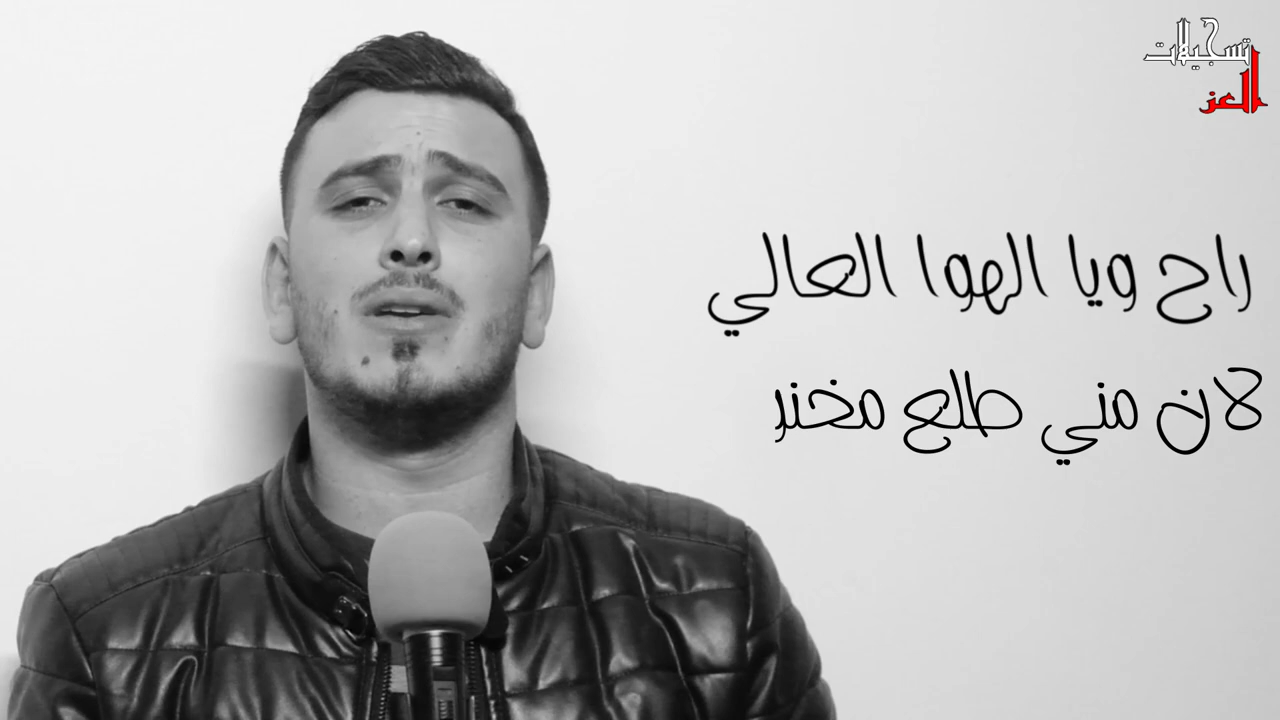 تسجيلات
العز
راح ويا الهوا العالي
لان مني طلع مخنر